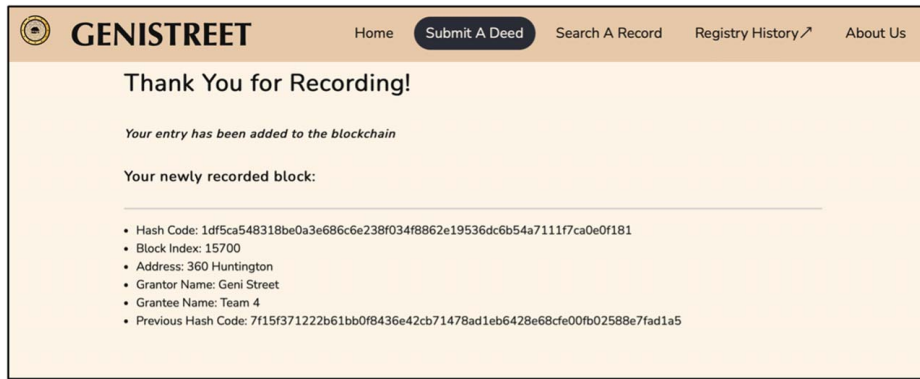 GENISTREET
Home Submit A Deed Search A Record Registry History↗ About Us
Thank You for Recording!
Your entry has been added to the blockchain
Your newly recorded block:
• Hash Code: 1df5ca548318be0a3e686c6e238f034f8862e19536dc6b54a7111f7ca0e0f181
• Block Index: 15700
• Address: 360 Huntington
• Grantor Name: Geni Street
• Grantee Name: Team 4
• Previous Hash Code: 7f15f371222b61bb0f8436e42cb71478ad1eb6428e68cfe00fb02588e7fad1a5